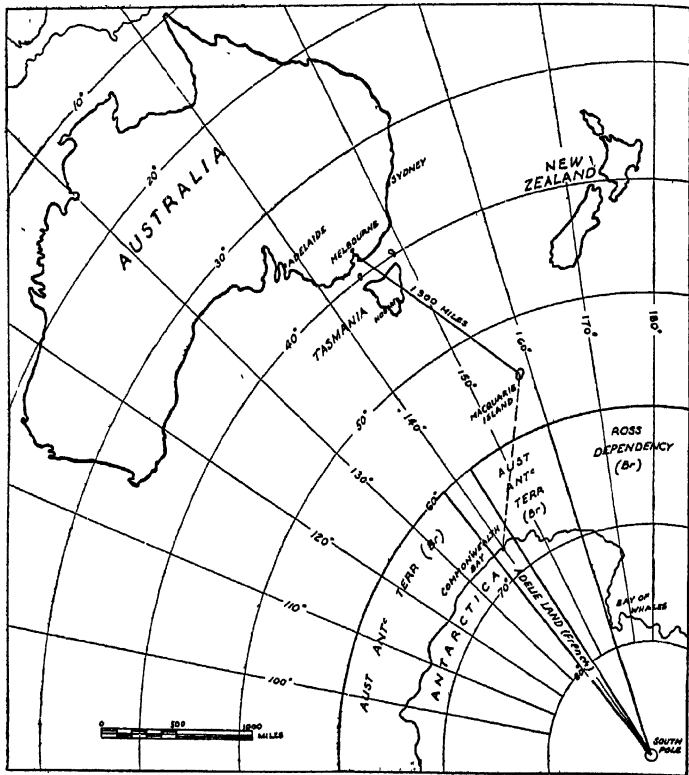 10°
20°
30°
40°
50°
60°
70°
80°
AUSTRALIA
SYDNEY
ADELAIDE
MELBOURNE
NEW
ZEALAND
TASMANIA
HOBART
1300 MILES
180°
170°
160°
150°
140°
130°
120°
110°
100°
MACQUARIE
ISLAND
ROSS
DEPENDENCY
(Br)
AUST
ANTᶜ
TERR
(Br)
AUST ANTᶜ TERR (Br)
COMMONWEALTH
BAY
ANTARCTICA
ADELIE LAND (French)
BAY OF
WHALES
SOUTH
POLE
0 500 1000
MILES